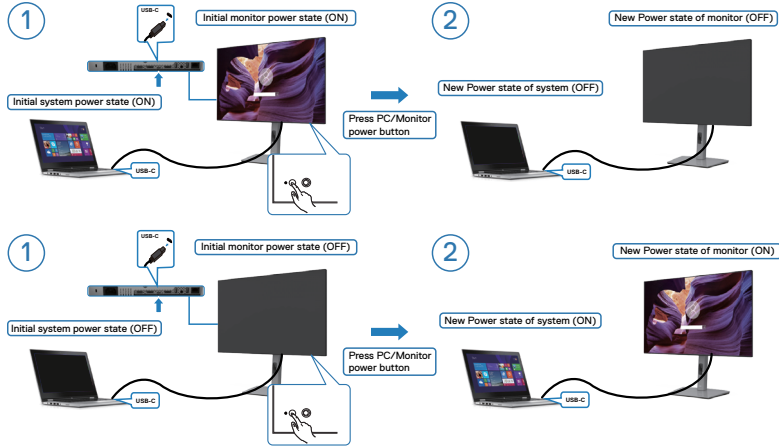 1
USB-C
Initial monitor power state (ON)
2
New Power state of monitor (OFF)
Initial system power state (ON)
New Power state of system (OFF)
Press PC/Monitor
power button
USB-C
USB-C
1
USB-C
Initial monitor power state (OFF)
2
New Power state of monitor (ON)
Initial system power state (OFF)
New Power state of system (ON)
Press PC/Monitor
power button
USB-C
USB-C